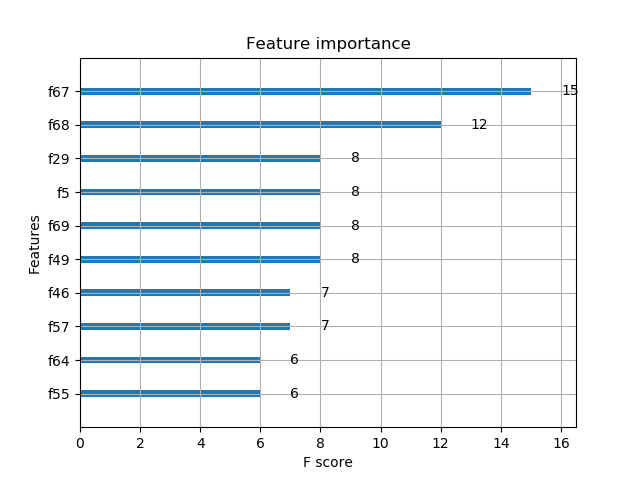 Feature importance
f67 15
f68 12
f29 8
f5 8
f69 8
f49 8
f46 7
f57 7
f64 6
f55 6
Features
0 2 4 6 8 10 12 14 16
F score